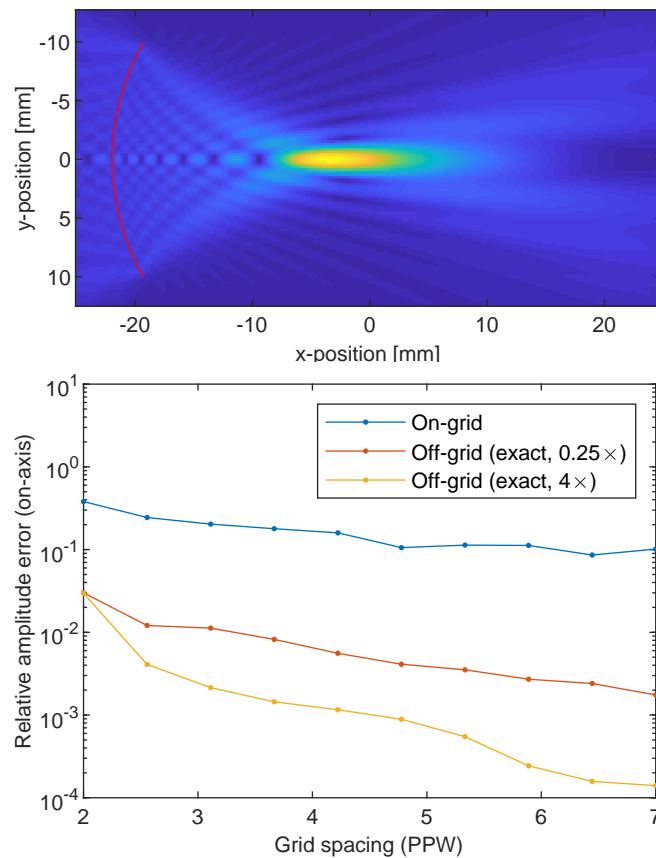 -10
-5
0
5
10
y-position [mm]
-20 -10 0 10 20
x-position [mm]
10^1
10^0
10^-1
10^-2
10^-3
10^-4
Relative amplitude error (on-axis)
On-grid
Off-grid (exact, 0.25×)
Off-grid (exact, 4×)
2 3 4 5 6 7
Grid spacing (PPW)